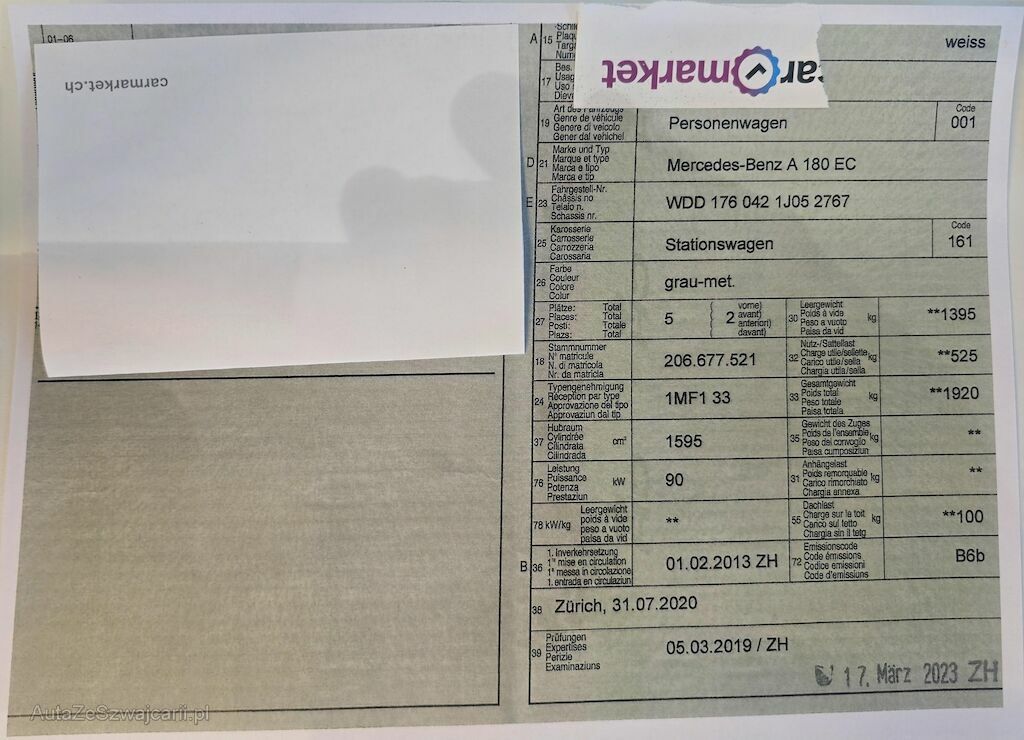 01-06
carmarket.ch
carmarket
A 15 Schil
Plaqu
Targ
Num
weiss
17 Bes.
Usag
Uso
Diev
19 Art des Fahrzeugs
Genre de véhicule
Genere di veicolo
Gener dal vehichel
Personenwagen
Code
001
D 21 Marke und Typ
Marque et type
Marca e tipo
Marca e tip
Mercedes-Benz A 180 EC
E 23 Fahrgestell-Nr.
Châssis no
Telaio n.
Schassis nr.
WDD 176 042 1J05 2767
25 Karosserie
Carrosserie
Carrozzeria
Carossaria
Stationswagen
Code
161
26 Farbe
Couleur
Colore
Colur
grau-met.
27 Plätze: Total
Places: Total
Posti: Totale
Plazs: Total
5 ( 2 vorne)
avant)
anteriori)
davant)
30 Leergewicht
Poids à vide
Peso a vuoto
Paisa da vid
kg **1395
18 Stammnummer
N° matricule
N. di matricola
Nr. da matricla
206.677.521
32 Nutz-/Sattellast
Charge utile/sellette
Carico utile/sella
Chargia utila/sella
kg **525
24 Typengenehmigung
Réception par type
Approvazione del tipo
Approvaziun dal tip
1MF1 33
33 Gesamtgewicht
Poids total
Peso totale
Paisa totala
kg **1920
37 Hubraum
Cylindrée
Cilindrata
Cilindrada
cm³ 1595
35 Gewicht des Zuges
Poids de l'ensemble
Peso del convoglio
Paisa cumposiziun
kg **
76 Leistung
Puissance
Potenza
Prestaziun
kW 90
31 Anhängelast
Poids remorquable
Carico rimorchiato
Chargia annexa
kg **
78 kW/kg Leergewicht
poids à vide
peso a vuoto
paisa da vid
**
55 Dachlast
Charge sur le toit
Carico sul tetto
Chargia sin il tetg
kg **100
B 36 1. Inverkehrsetzung
1re mise en circulation
1a messa in circolazione
1. entrada en circulaziun
01.02.2013 ZH
72 Emissionscode
Code émissions
Codice emissioni
Code d'emissiuns
B6b
38 Zürich, 31.07.2020
39 Prüfungen
Expertises
Perizie
Examinaziuns
05.03.2019 / ZH
17. März 2023 ZH
AutaZeSzwajcarii.pl